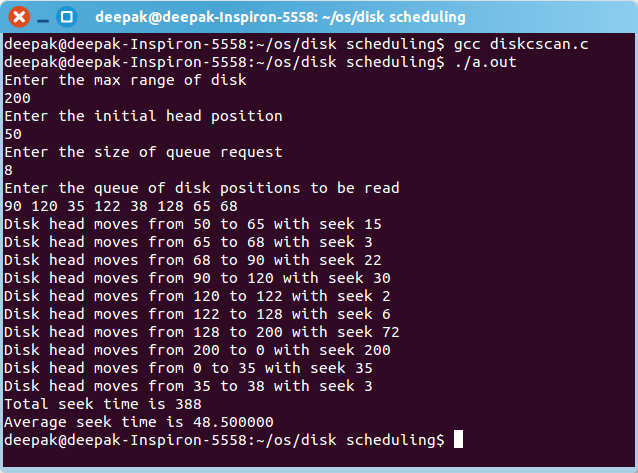 deepak@deepak-Inspiron-5558: ~/os/disk scheduling
deepak@deepak-Inspiron-5558:~/os/disk scheduling$ gcc diskcscan.c
deepak@deepak-Inspiron-5558:~/os/disk scheduling$ ./a.out
Enter the max range of disk
200
Enter the initial head position
50
Enter the size of queue request
8
Enter the queue of disk positions to be read
90 120 35 122 38 128 65 68
Disk head moves from 50 to 65 with seek 15
Disk head moves from 65 to 68 with seek 3
Disk head moves from 68 to 90 with seek 22
Disk head moves from 90 to 120 with seek 30
Disk head moves from 120 to 122 with seek 2
Disk head moves from 122 to 128 with seek 6
Disk head moves from 128 to 200 with seek 72
Disk head moves from 200 to 0 with seek 200
Disk head moves from 0 to 35 with seek 35
Disk head moves from 35 to 38 with seek 3
Total seek time is 388
Average seek time is 48.500000
deepak@deepak-Inspiron-5558:~/os/disk scheduling$